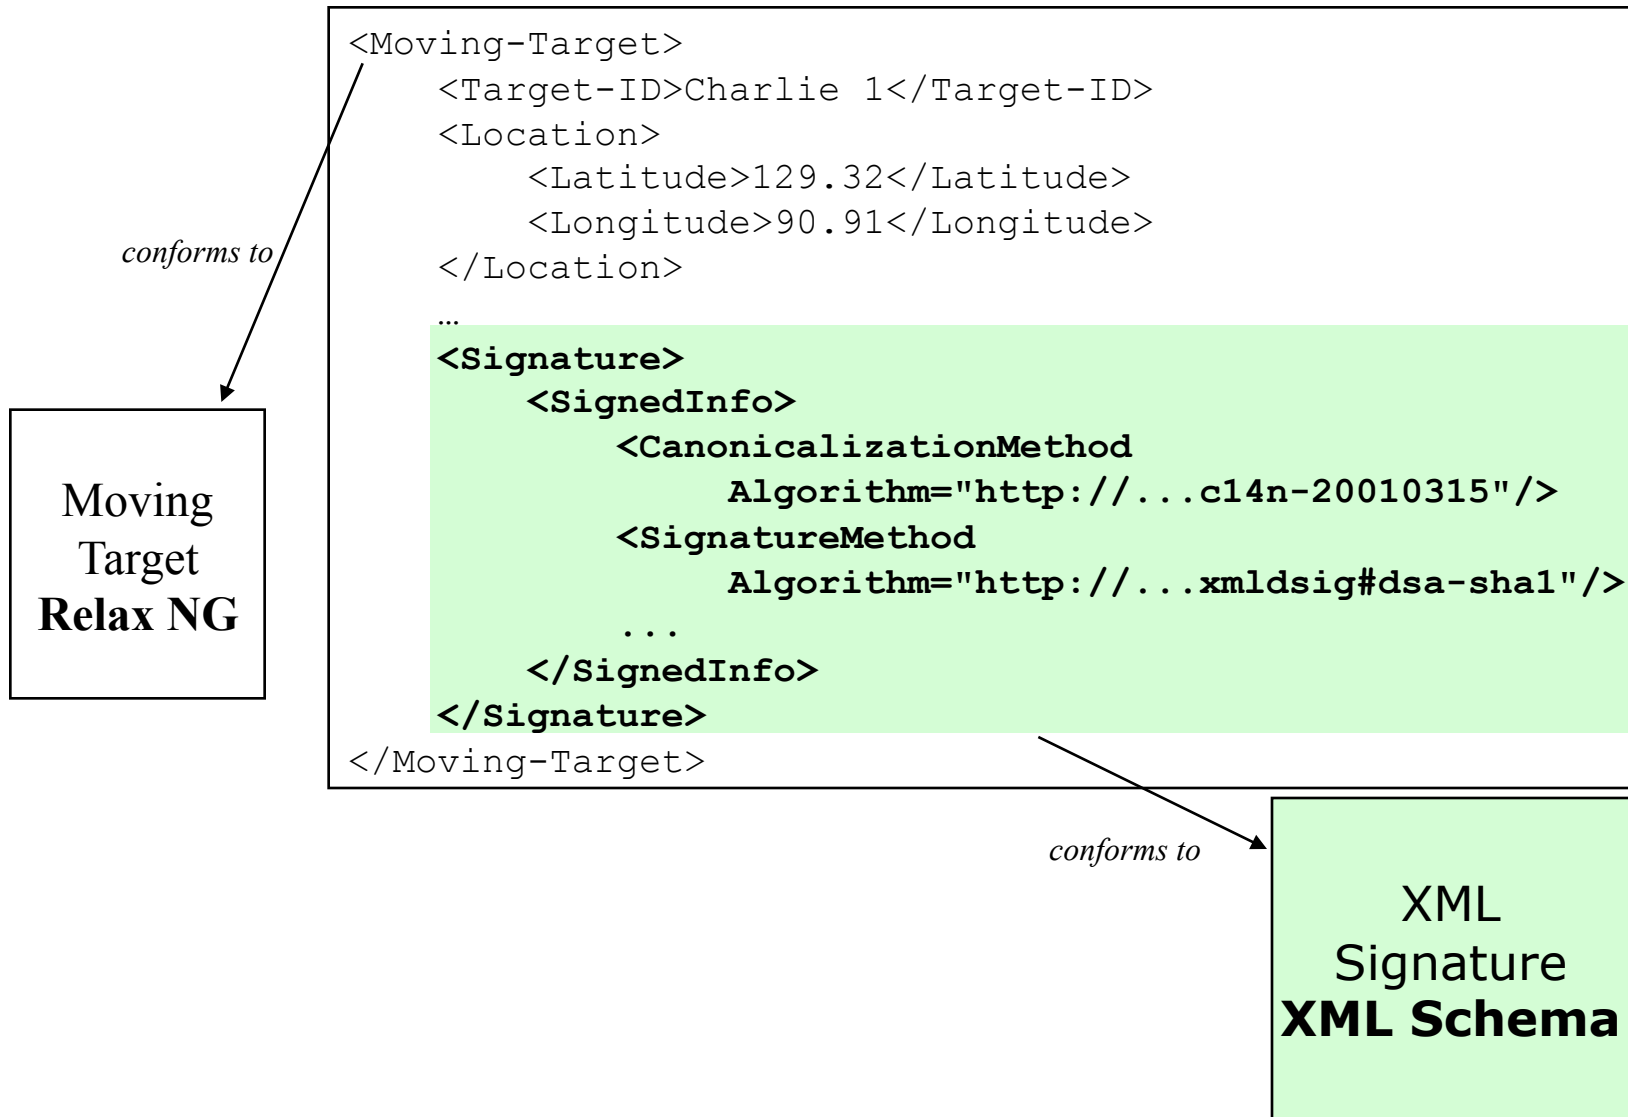 <Moving-Target>
<Target-ID>Charlie 1</Target-ID>
<Location>
<Latitude>129.32</Latitude>
<Longitude>90.91</Longitude>
</Location>
…
<Signature>
<SignedInfo>
<CanonicalizationMethod
Algorithm="http://...c14n-20010315"/>
<SignatureMethod
Algorithm="http://...xmldsig#dsa-sha1"/>
...
</SignedInfo>
</Signature>
</Moving-Target>
conforms to
Moving
Target
Relax NG
conforms to
XML
Signature
XML Schema